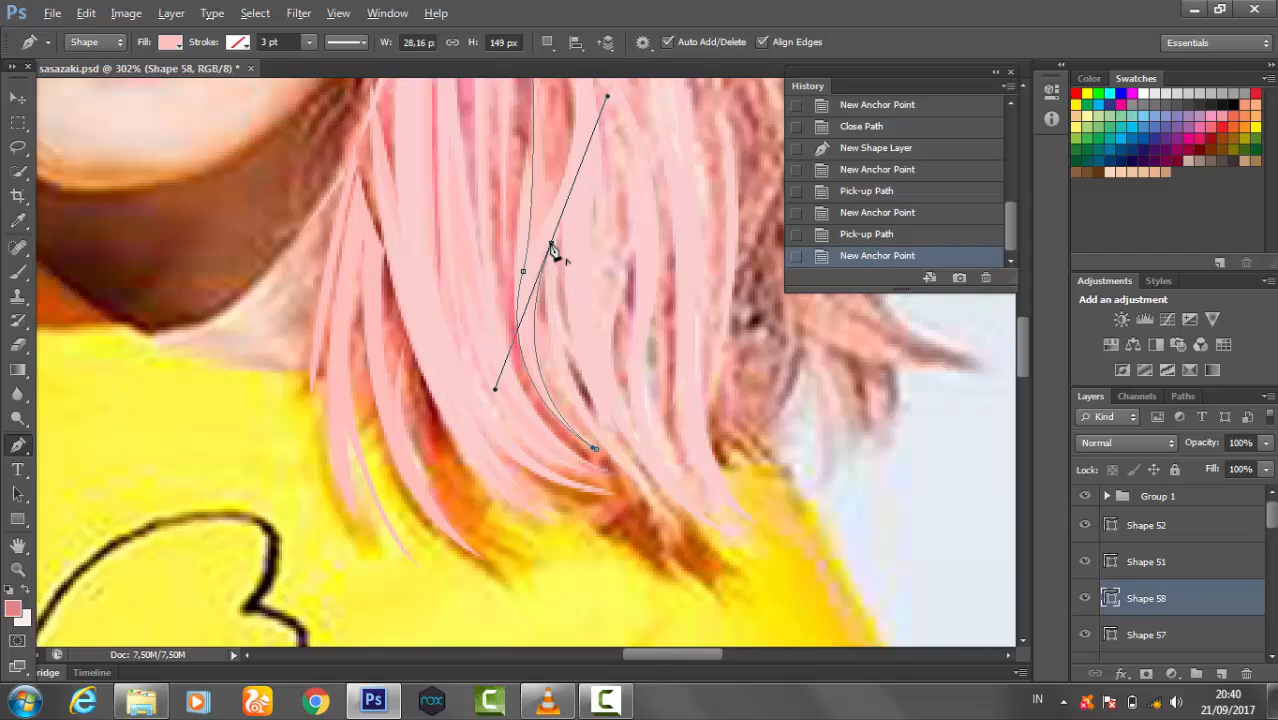 Ps File Edit Image Layer Type Select Filter 3D View Window Help
Shape Fill: Stroke: 3 pt W: 28,16 p H: 149 px Auto Add/Delete Align Edges Essentials
sasazaki.psd @ 302% (Shape 58, RGB/8) * ×
History
New Anchor Point
Close Path
New Shape Layer
New Anchor Point
Pick-up Path
New Anchor Point
Pick-up Path
New Anchor Point
Color Swatches
Adjustments Styles
Add an adjustment
Layers Channels Paths
Kind
Normal Opacity: 100%
Lock: Fill: 100%
Group 1
Shape 52
Shape 51
Shape 58
Shape 57
Doc: 7,50M/7,50M
ridge Timeline
Ps nox IN 20:40
21/09/2017